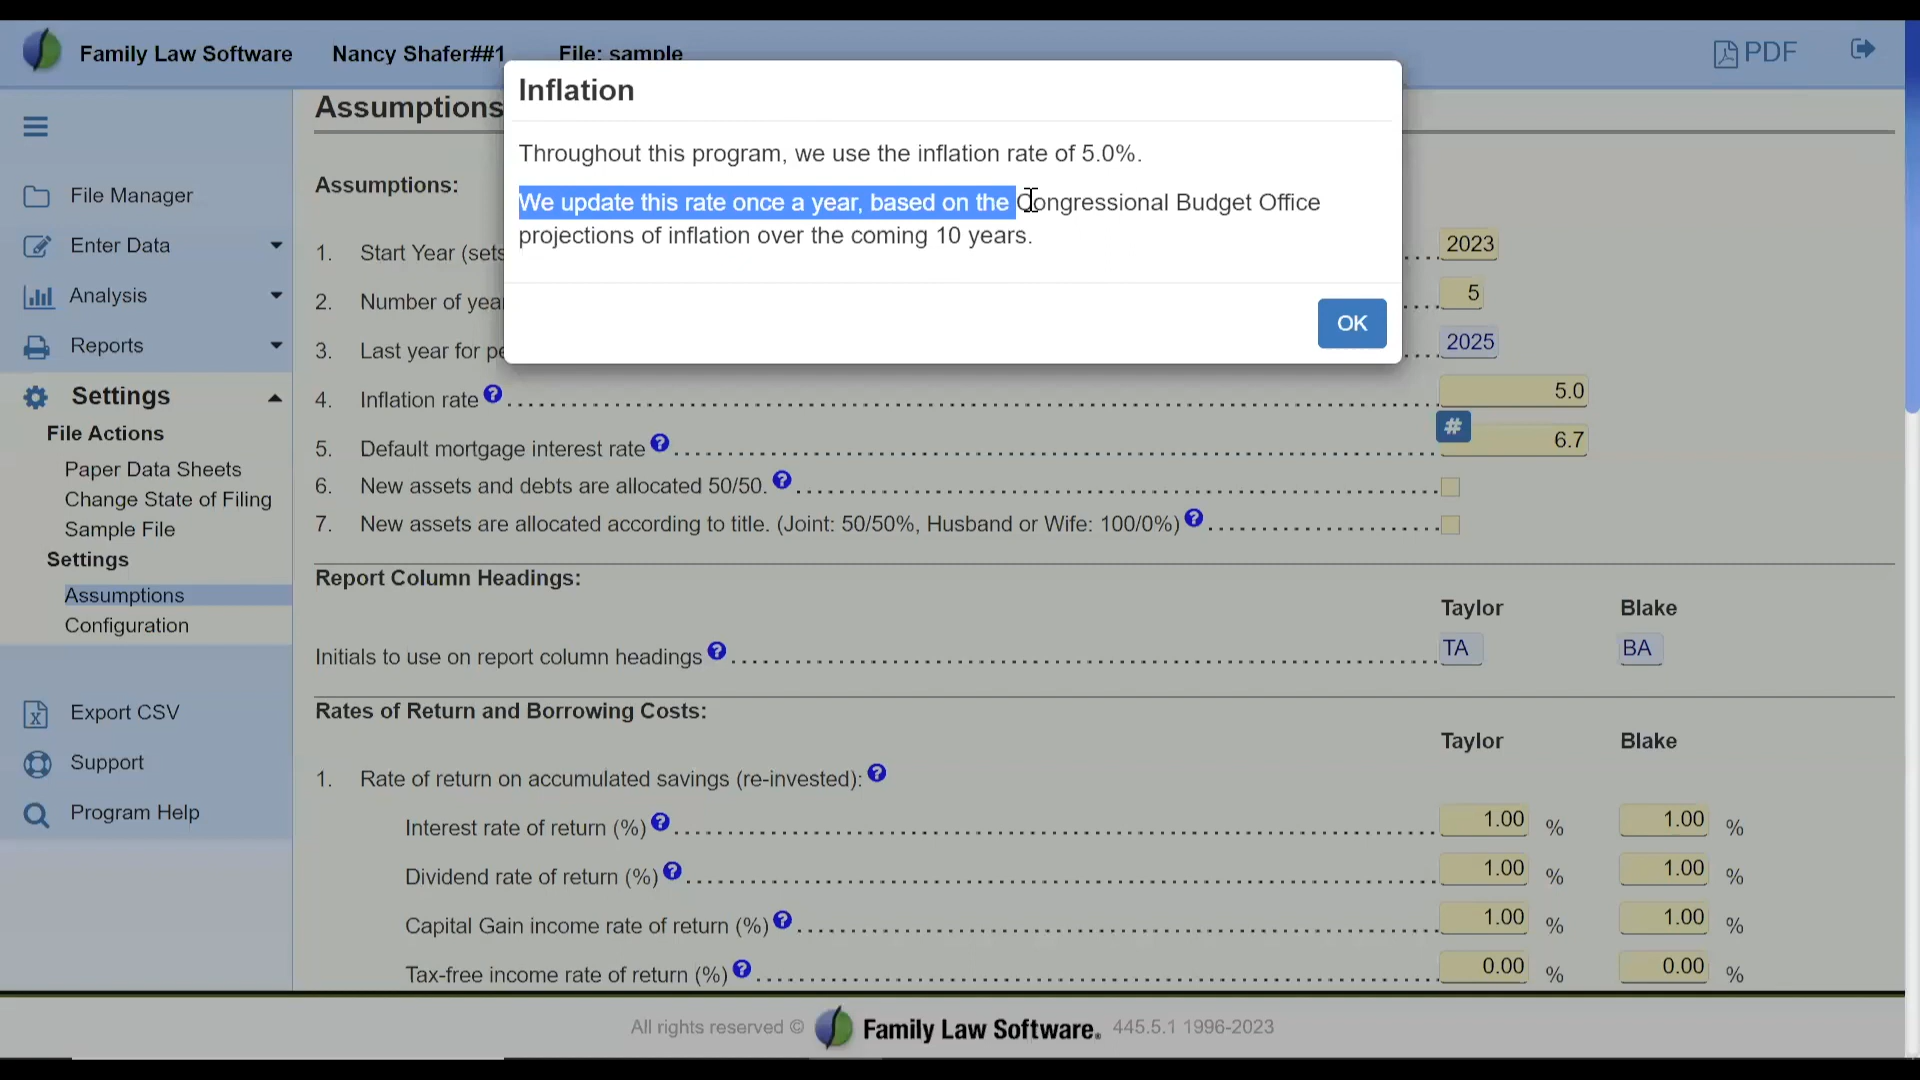 Family Law Software Nancy Shafer##1 File: sample PDF
Inflation
Throughout this program, we use the inflation rate of 5.0%.
We update this rate once a year, based on the Congressional Budget Office
projections of inflation over the coming 10 years.
OK
File Manager
Enter Data
Analysis
Reports
Settings
File Actions
Paper Data Sheets
Change State of Filing
Sample File
Settings
Assumptions
Configuration
Export CSV
Support
Program Help
Assumptions
Assumptions:
1. Start Year (sets 2023
2. Number of year 5
3. Last year for pe 2025
4. Inflation rate ? 5.0
#
5. Default mortgage interest rate ? 6.7
6. New assets and debts are allocated 50/50. ?
7. New assets are allocated according to title. (Joint: 50/50%, Husband or Wife: 100/0%) ?
Report Column Headings:
Taylor Blake
Initials to use on report column headings ? TA BA
Rates of Return and Borrowing Costs:
Taylor Blake
1. Rate of return on accumulated savings (re-invested): ?
Interest rate of return (%) ? 1.00 % 1.00 %
Dividend rate of return (%) ? 1.00 % 1.00 %
Capital Gain income rate of return (%) ? 1.00 % 1.00 %
Tax-free income rate of return (%) ? 0.00 % 0.00 %
All rights reserved © Family Law Software. 445.5.1 1996-2023